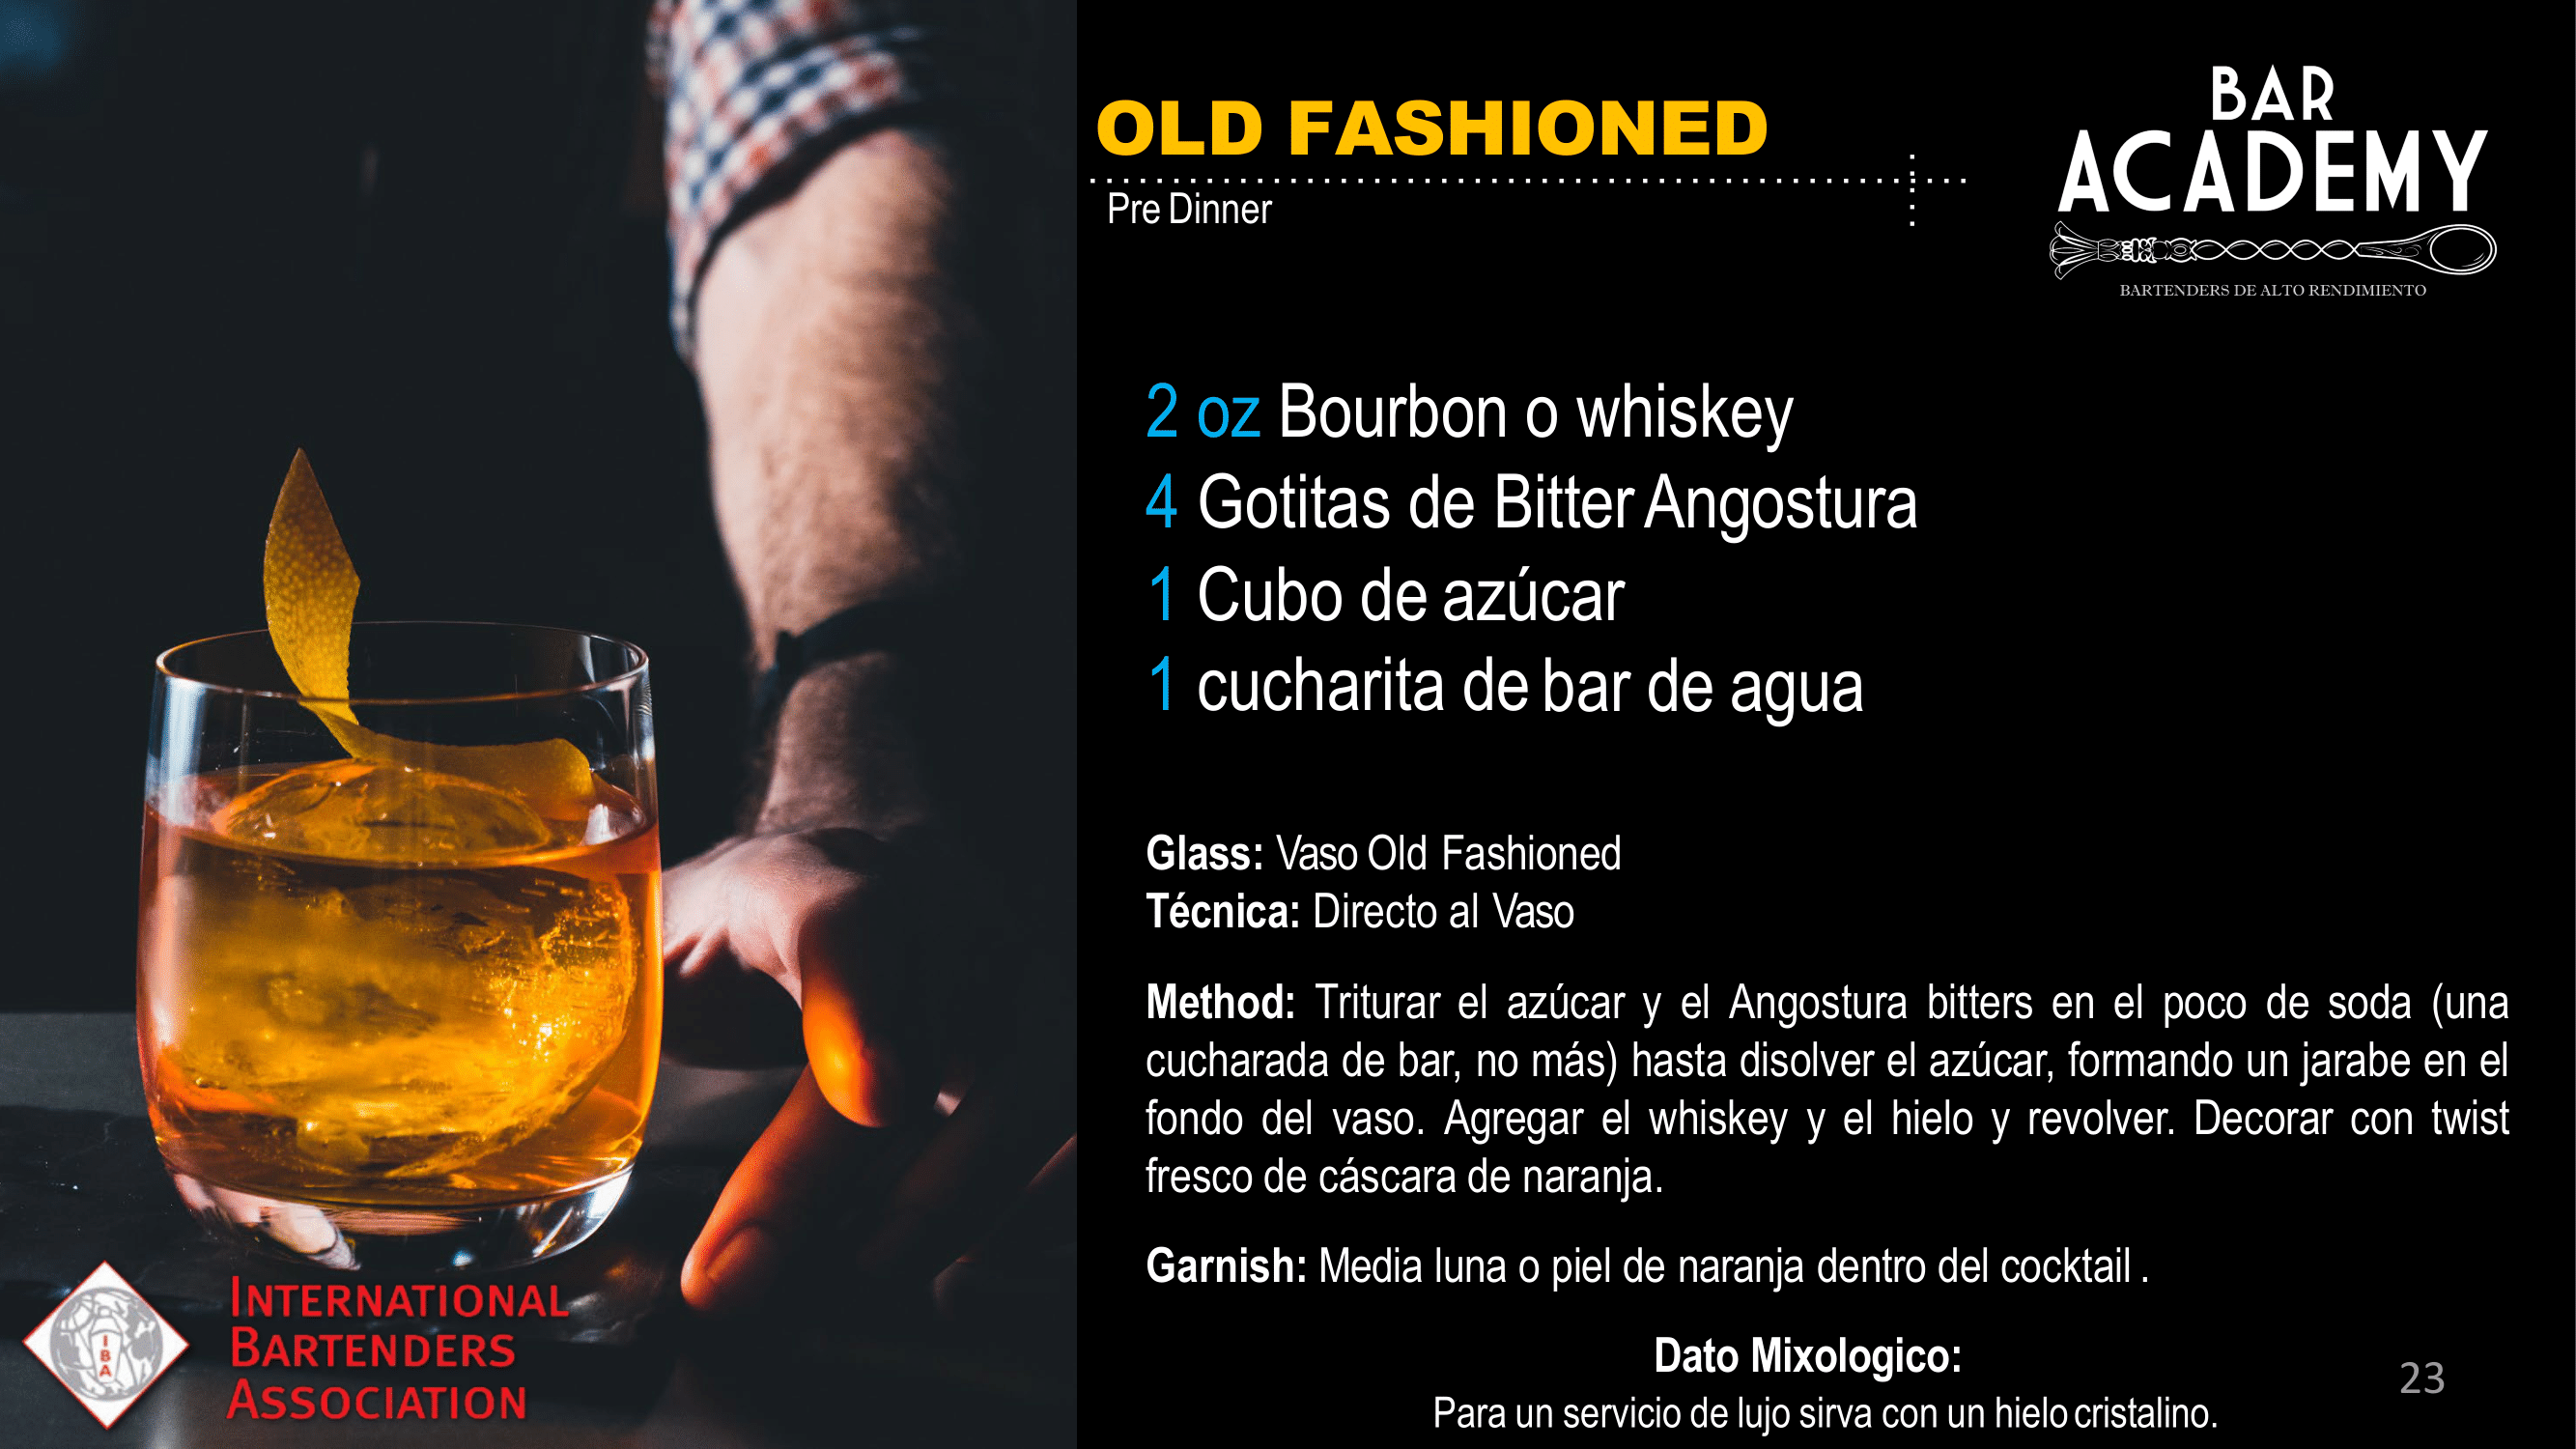 OLD FASHIONED
Pre Dinner
BAR
ACADEMY
BARTENDERS DE ALTO RENDIMIENTO
2 oz Bourbon o whiskey
4 Gotitas de Bitter Angostura
1 Cubo de azúcar
1 cucharita de bar de agua
Glass: Vaso Old Fashioned
Técnica: Directo al Vaso
Method: Triturar el azúcar y el Angostura bitters en el poco de soda (una
cucharada de bar, no más) hasta disolver el azúcar, formando un jarabe en el
fondo del vaso. Agregar el whiskey y el hielo y revolver. Decorar con twist
fresco de cáscara de naranja.
Garnish: Media luna o piel de naranja dentro del cocktail .
Dato Mixologico:
Para un servicio de lujo sirva con un hielo cristalino.
23
IBA
INTERNATIONAL
BARTENDERS
ASSOCIATION